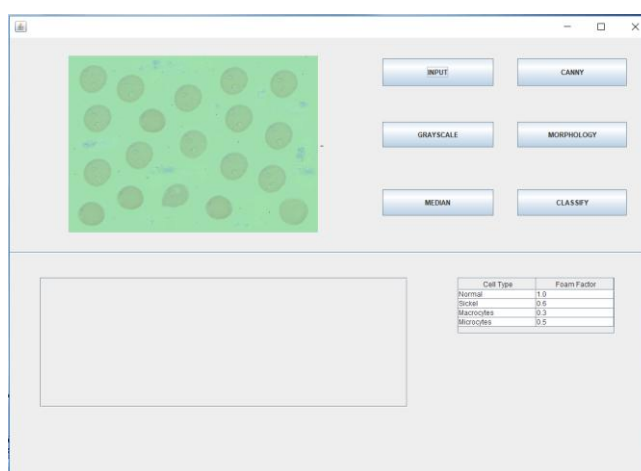 INPUT CANNY
GRAYSCALE MORPHOLOGY
MEDIAN CLASSIFY
Cell Type Foam Factor
Normal 1.0
Sickel 0.6
Macrocytes 0.3
Microcytes 0.5